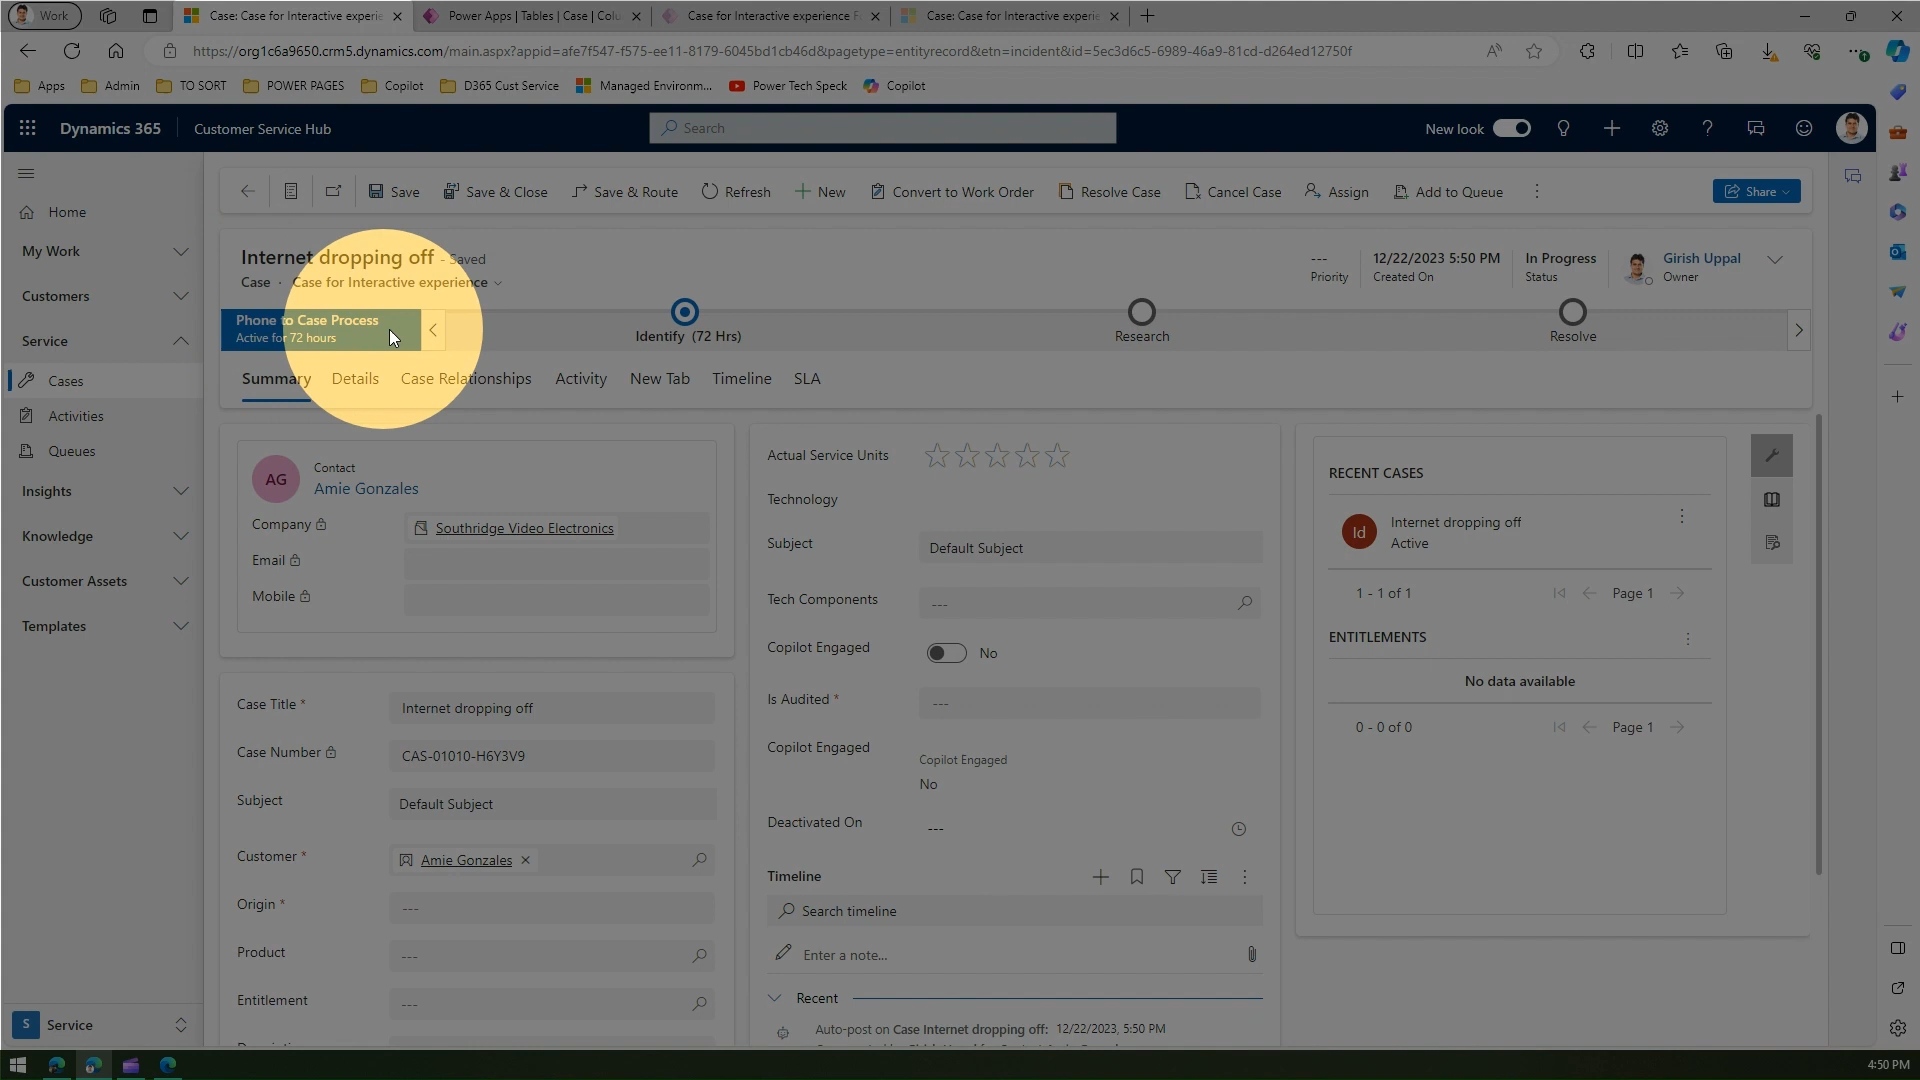 Work
Case: Case for Interactive experie
Power Apps | Tables | Case | Colu
Case for Interactive experience F
Case: Case for Interactive experie
https://org1c6a9650.crm5.dynamics.com/main.aspx?appid=afe7f547-f575-ee11-8179-6045bd1cb46d&pagetype=entityrecord&etn=incident&id=5ec3d6c5-6989-46a9-81cd-d264ed12750f
Apps
Admin
TO SORT
POWER PAGES
Copilot
D365 Cust Service
Managed Environm...
Power Tech Speck
Copilot
Dynamics 365
Customer Service Hub
Search
New look
Home
My Work
Customers
Service
Cases
Activities
Queues
Insights
Knowledge
Customer Assets
Templates
S Service
Save
Save & Close
Save & Route
Refresh
New
Convert to Work Order
Resolve Case
Cancel Case
Assign
Add to Queue
Share
Internet dropping off - Saved
Case · Case for Interactive experience
---
Priority
12/22/2023 5:50 PM
Created On
In Progress
Status
Girish Uppal
Owner
Phone to Case Process
Active for 72 hours
Identify (72 Hrs)
Research
Resolve
Summary
Details
Case Relationships
Activity
New Tab
Timeline
SLA
AG
Contact
Amie Gonzales
Company
Southridge Video Electronics
Email
Mobile
Case Title *
Internet dropping off
Case Number
CAS-01010-H6Y3V9
Subject
Default Subject
Customer *
Amie Gonzales
Origin *
---
Product
---
Entitlement
---
Actual Service Units
Technology
Subject
Default Subject
Tech Components
---
Copilot Engaged
No
Is Audited *
---
Copilot Engaged
Copilot Engaged
No
Deactivated On
---
Timeline
Search timeline
Enter a note...
Recent
Auto-post on Case Internet dropping off: 12/22/2023, 5:50 PM
RECENT CASES
Id
Internet dropping off
Active
1 - 1 of 1
Page 1
ENTITLEMENTS
No data available
0 - 0 of 0
Page 1
4:50 PM